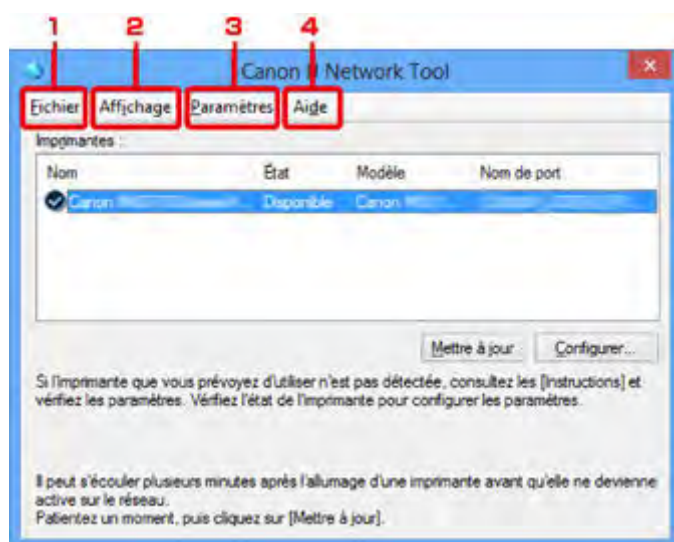 1 2 3 4
Canon IJ Network Tool
Fichier Affichage Paramètres Aide
Imprimantes :
Nom État Modèle Nom de port
Canon Disponible Canon
Mettre à jour Configurer...
Si l'imprimante que vous prévoyez d'utiliser n'est pas détectée, consultez les [Instructions] et
vérifiez les paramètres. Vérifiez l'état de l'imprimante pour configurer les paramètres.
Il peut s'écouler plusieurs minutes après l'allumage d'une imprimante avant qu'elle ne devienne
active sur le réseau.
Patientez un moment, puis cliquez sur [Mettre à jour].